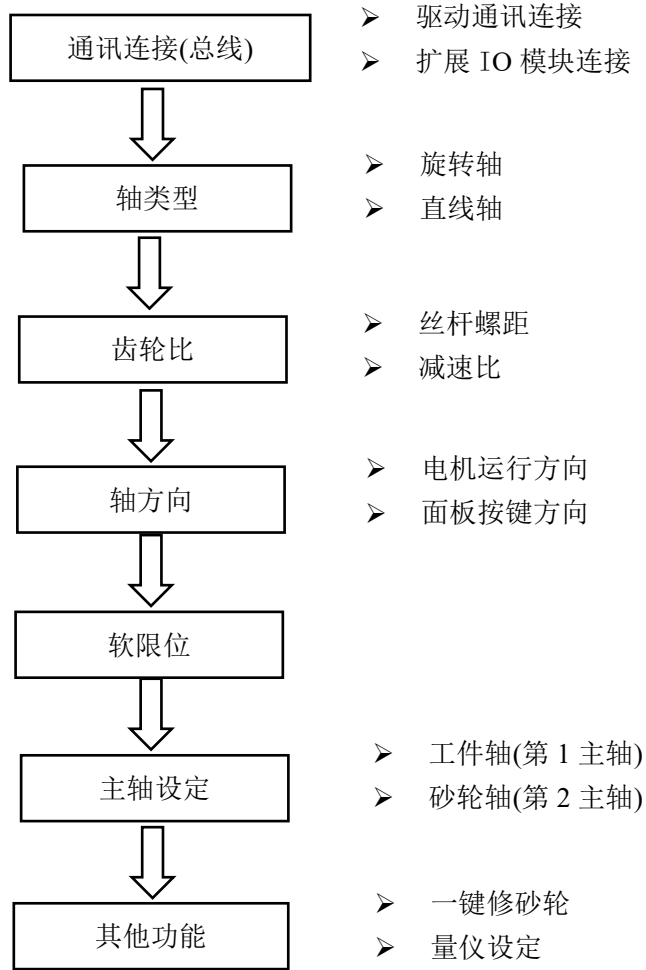 通讯连接(总线)
➢ 驱动通讯连接
➢ 扩展 IO 模块连接
轴类型
➢ 旋转轴
➢ 直线轴
齿轮比
➢ 丝杆螺距
➢ 减速比
轴方向
➢ 电机运行方向
➢ 面板按键方向
软限位
主轴设定
➢ 工件轴(第 1 主轴)
➢ 砂轮轴(第 2 主轴)
其他功能
➢ 一键修砂轮
➢ 量仪设定